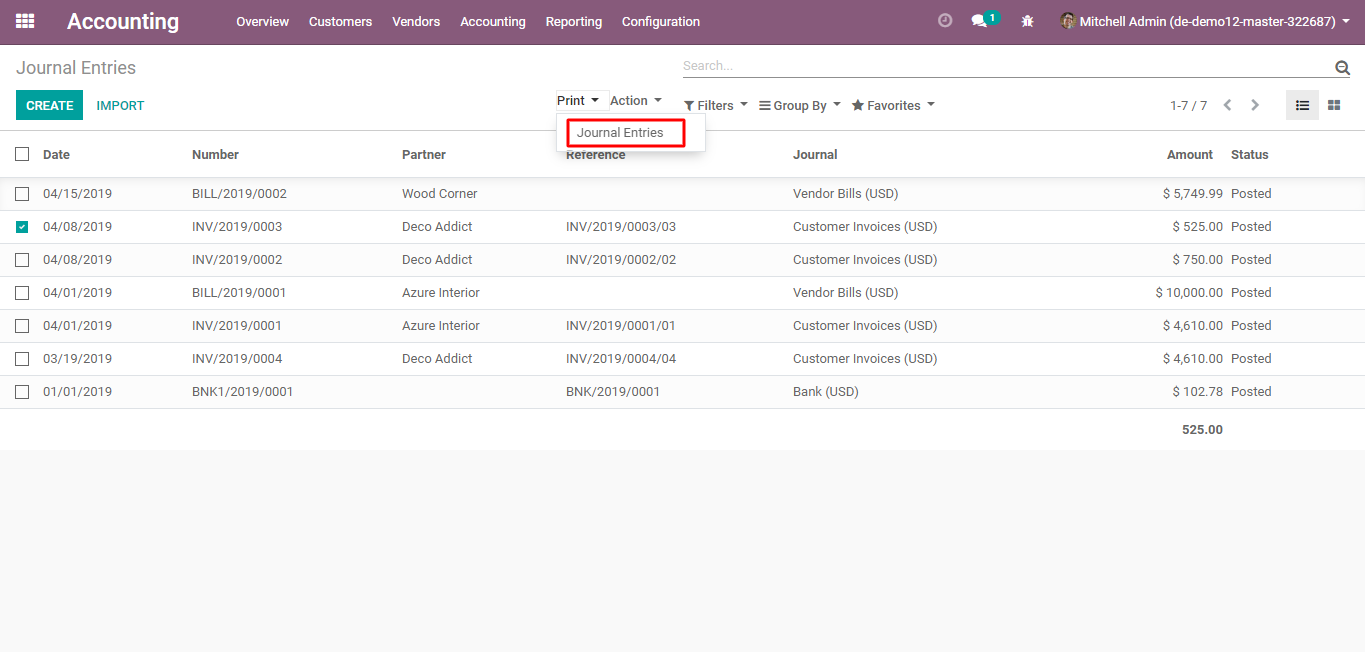 Accounting Overview Customers Vendors Accounting Reporting Configuration 1 Mitchell Admin (de-demo12-master-322687)
Journal Entries Search...
CREATE IMPORT Print Action Filters Group By Favorites 1-7 / 7
Journal Entries
Date Number Partner Reference Journal Amount Status
04/15/2019 BILL/2019/0002 Wood Corner Vendor Bills (USD) $ 5,749.99 Posted
04/08/2019 INV/2019/0003 Deco Addict INV/2019/0003/03 Customer Invoices (USD) $ 525.00 Posted
04/08/2019 INV/2019/0002 Deco Addict INV/2019/0002/02 Customer Invoices (USD) $ 750.00 Posted
04/01/2019 BILL/2019/0001 Azure Interior Vendor Bills (USD) $ 10,000.00 Posted
04/01/2019 INV/2019/0001 Azure Interior INV/2019/0001/01 Customer Invoices (USD) $ 4,610.00 Posted
03/19/2019 INV/2019/0004 Deco Addict INV/2019/0004/04 Customer Invoices (USD) $ 4,610.00 Posted
01/01/2019 BNK1/2019/0001 BNK/2019/0001 Bank (USD) $ 102.78 Posted
525.00